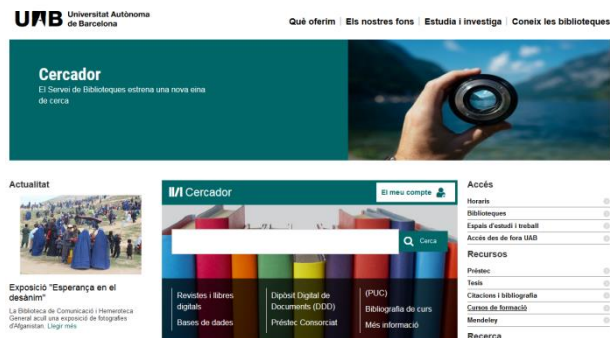 UAB Universitat Autònoma
de Barcelona
Què oferim | Els nostres fons | Estudia i investiga | Coneix les biblioteques
Cercador
El Servei de Biblioteques estrena una nova eina
de cerca
Actualitat
Exposició "Esperança en el
desànim"
La Biblioteca de Comunicació i Hemeroteca
General acull una exposició de fotografies
d'Afganistan. Llegir més
Cercador
El meu compte
Cerca
Revistes i llibres
digitals
Bases de dades
Dipòsit Digital de
Documents (DDD)
Préstec Consorciat
(PUC)
Bibliografia de curs
Més informació
Accés
Horaris
Biblioteques
Espais d'estudi i treball
Accés des de fora UAB
Recursos
Préstec
Tesis
Citacions i bibliografia
Cursos de formació
Mendeley
Recerca